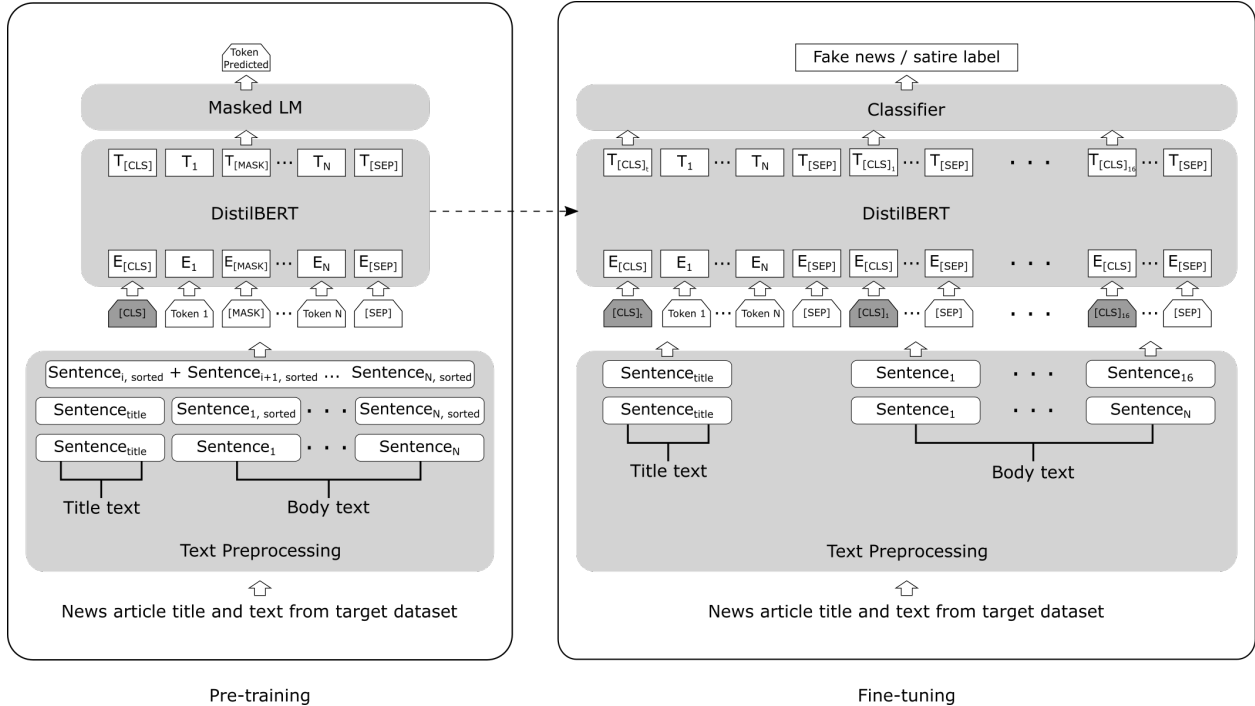 Token
Predicted
Masked LM
T[CLS] T1 T[MASK] ... TN T[SEP]
DistilBERT
E[CLS] E1 E[MASK] ... EN E[SEP]
[CLS] Token 1 [MASK] ... Token N [SEP]
Sentencei, sorted + Sentencei+1, sorted ... SentenceN, sorted
Sentencetitle Sentence1, sorted . . . SentenceN, sorted
Sentencetitle Sentence1 . . . SentenceN
Title text Body text
Text Preprocessing
News article title and text from target dataset
Pre-training
Fake news / satire label
Classifier
T[CLS]t T1 ... TN T[SEP] T[CLS]1 ... T[SEP] . . . T[CLS]16 ... T[SEP]
DistilBERT
E[CLS] E1 ... EN E[SEP] E[CLS] ... E[SEP] . . . E[CLS] ... E[SEP]
[CLS]t Token 1 ... Token N [SEP] [CLS]1 ... [SEP] . . . [CLS]16 ... [SEP]
Sentencetitle Sentence1 . . . Sentence16
Sentencetitle Sentence1 . . . SentenceN
Title text Body text
Text Preprocessing
News article title and text from target dataset
Fine-tuning